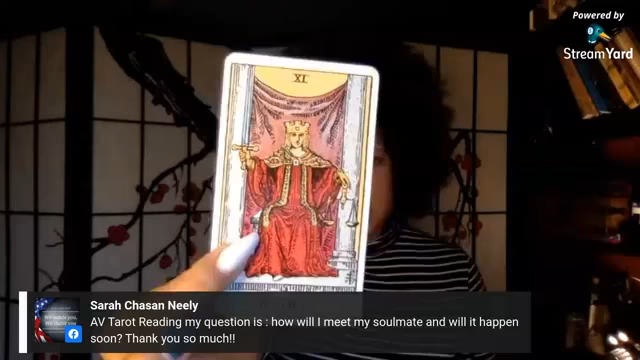 Powered by
StreamYard
XI
Sarah Chasan Neely
AV Tarot Reading my question is : how will I meet my soulmate and will it happen
soon? Thank you so much!!